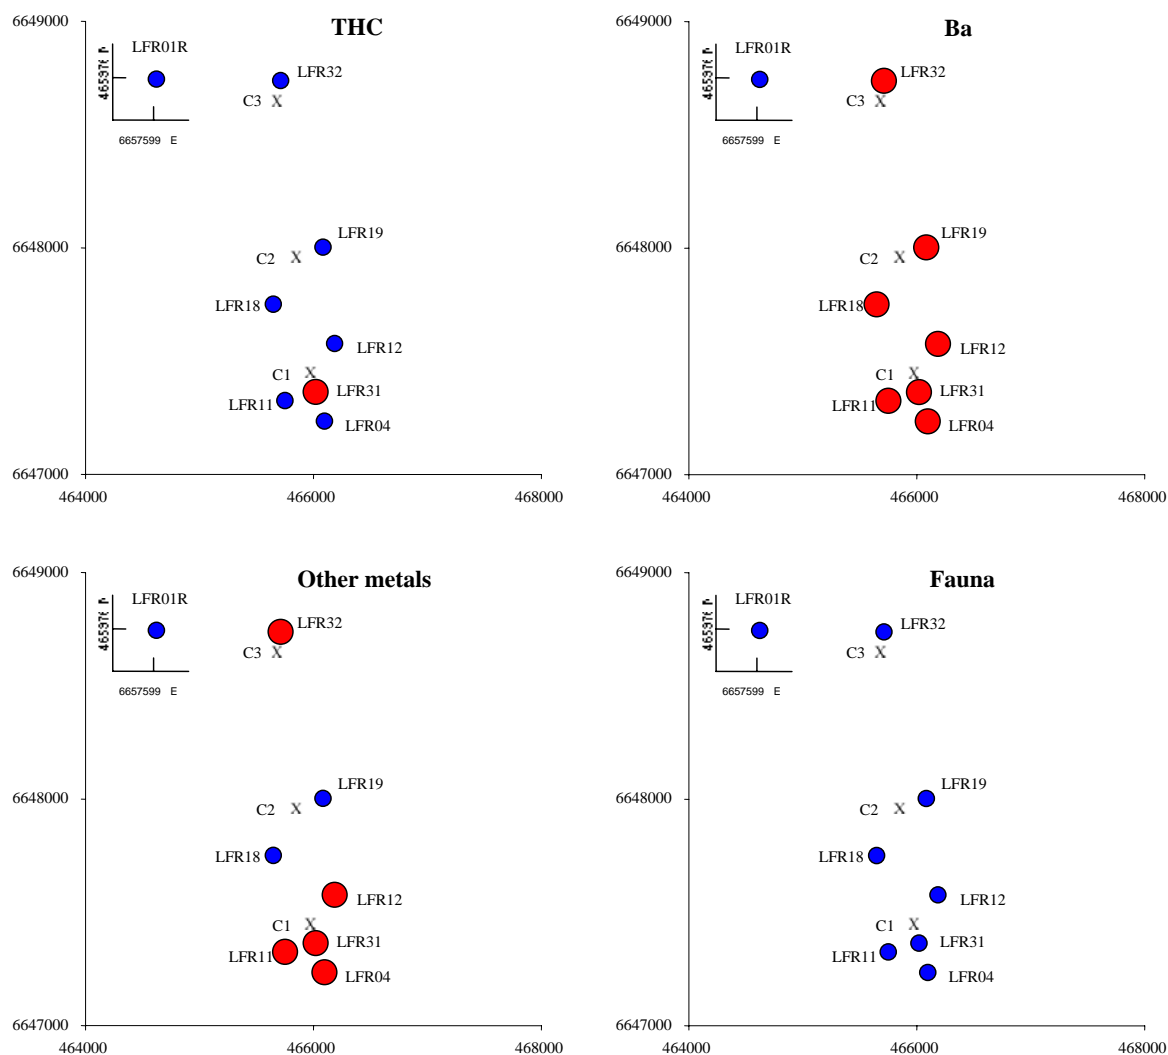 THC
6649000
LFR01R
LFR32
C3
6657599 E
LFR19
6648000
C2
LFR18
LFR12
C1
LFR31
LFR11
LFR04
6647000
464000 466000 468000
Ba
6649000
LFR01R
LFR32
C3
6657599 E
LFR19
6648000
C2
LFR18
LFR12
C1
LFR31
LFR11
LFR04
6647000
464000 466000 468000
Other metals
6649000
LFR01R
LFR32
C3
6657599 E
LFR19
6648000
C2
LFR18
LFR12
C1
LFR31
LFR11
LFR04
6647000
464000 466000 468000
Fauna
6649000
LFR01R
LFR32
C3
6657599 E
LFR19
6648000
C2
LFR18
LFR12
C1
LFR31
LFR11
LFR04
6647000
464000 466000 468000